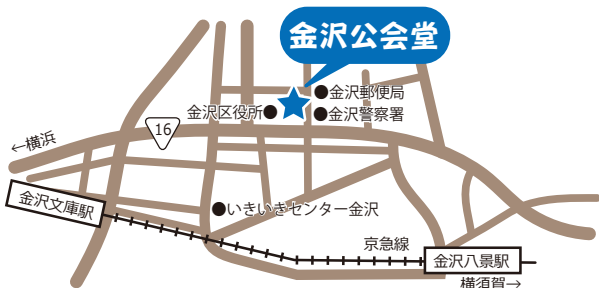 金沢公会堂
金沢郵便局
金沢区役所
金沢警察署
16
←横浜
金沢文庫駅
いきいきセンター金沢
京急線
金沢八景駅
横須賀→